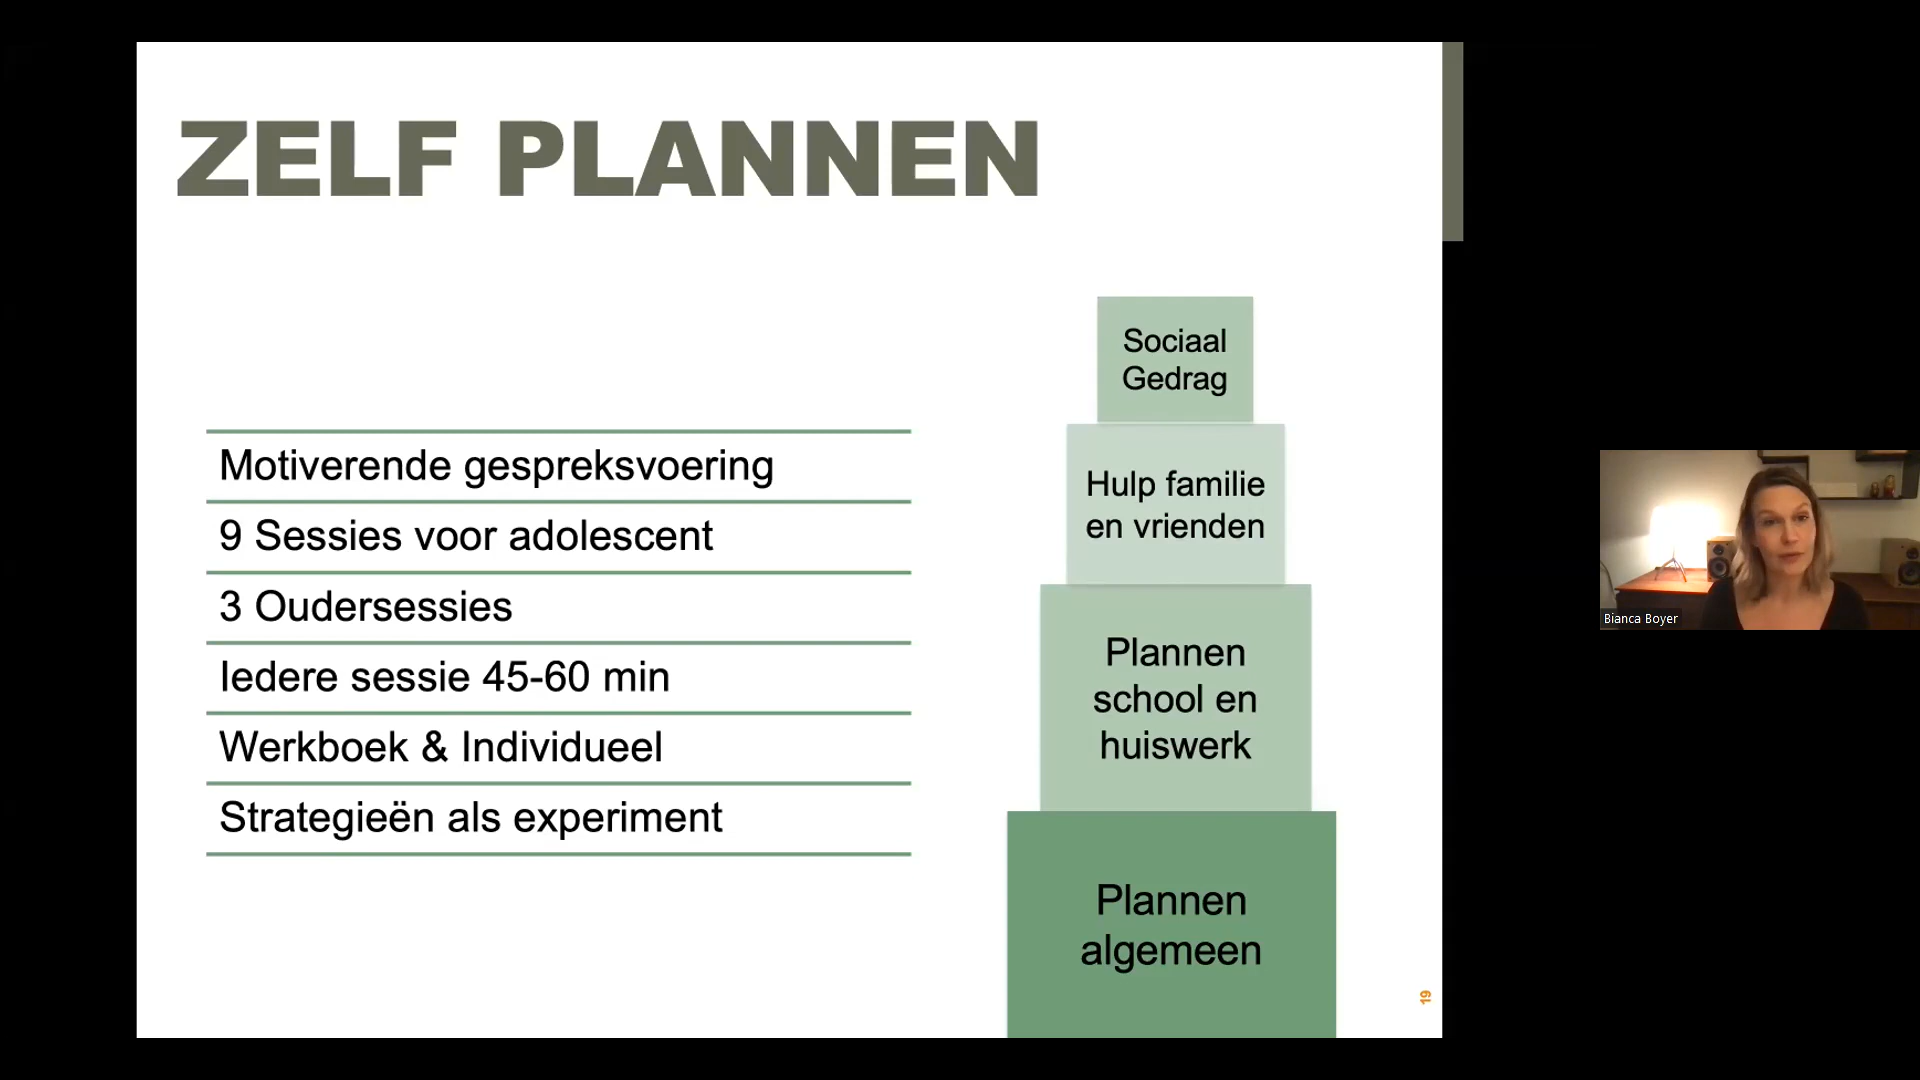 ZELF PLANNEN
Motiverende gespreksvoering
9 Sessies voor adolescent
3 Oudersessies
Iedere sessie 45-60 min
Werkboek & Individueel
Strategieën als experiment
Sociaal
Gedrag
Hulp familie
en vrienden
Plannen
school en
huiswerk
Plannen
algemeen
19
Bianca Boyer